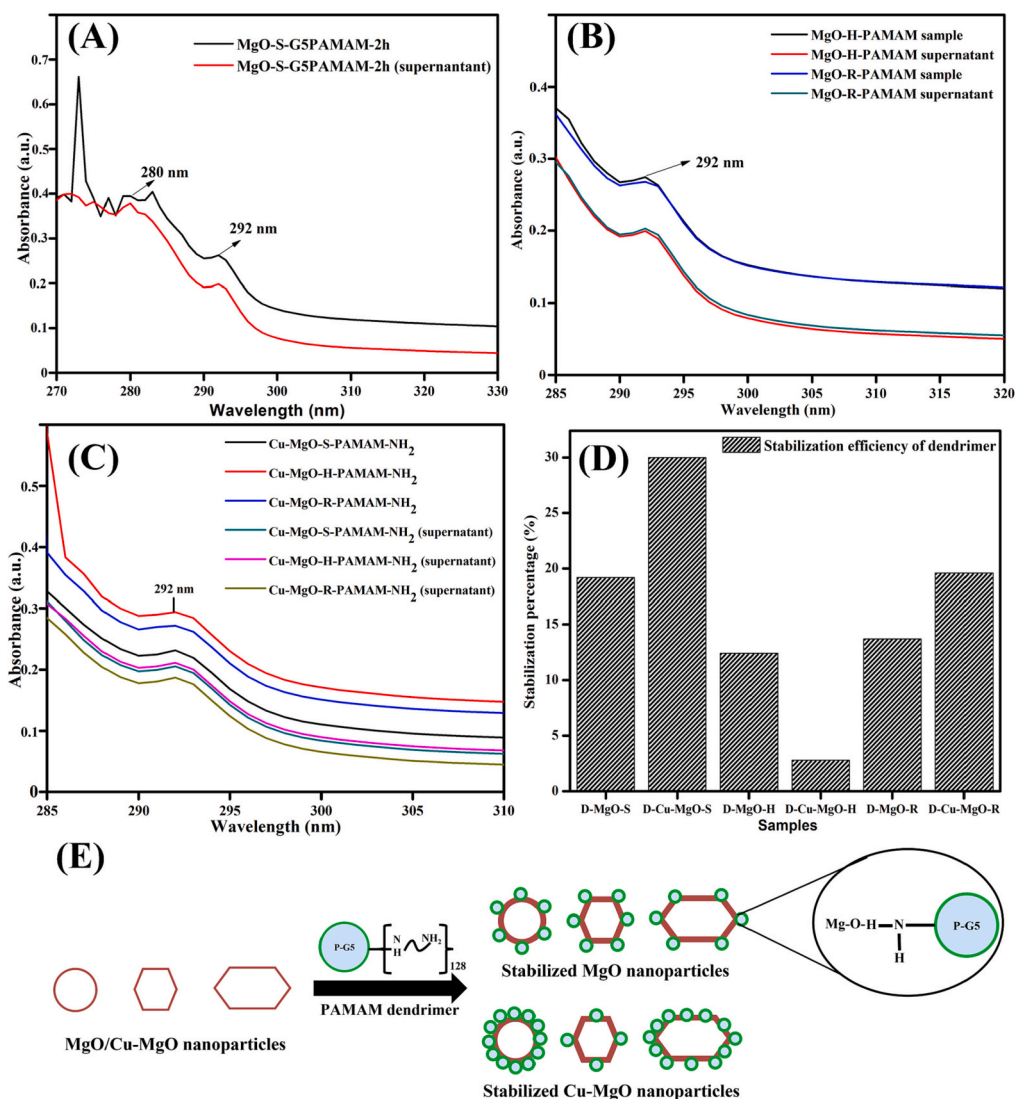 (A)
MgO-S-G5PAMAM-2h
MgO-S-G5PAMAM-2h (supernantant)
280 nm
292 nm
Absorbance (a.u.)
0.7
0.6
0.5
0.4
0.3
0.2
0.1
0
270 280 290 300 310 320 330
Wavelength (nm)
(B)
MgO-H-PAMAM sample
MgO-H-PAMAM supernatant
MgO-R-PAMAM sample
MgO-R-PAMAM supernatant
292 nm
Absorbance (a.u.)
0.4
0.3
0.2
0.1
0
285 290 295 300 305 310 315 320
Wavelength (nm)
(C)
Cu-MgO-S-PAMAM-NH2
Cu-MgO-H-PAMAM-NH2
Cu-MgO-R-PAMAM-NH2
Cu-MgO-S-PAMAM-NH2 (supernatant)
Cu-MgO-H-PAMAM-NH2 (supernatant)
Cu-MgO-R-PAMAM-NH2 (supernatant)
292 nm
Absorbance (a.u.)
0.5
0.4
0.3
0.2
0.1
0
285 290 295 300 305 310
Wavelength (nm)
(D)
Stabilization efficiency of dendrimer
Stabilization percentage (%)
30
25
20
15
10
5
0
D-MgO-S D-Cu-MgO-S D-MgO-H D-Cu-MgO-H D-MgO-R D-Cu-MgO-R
Samples
(E)
MgO/Cu-MgO nanoparticles
P-G5
N
H
NH2
128
PAMAM dendrimer
Stabilized MgO nanoparticles
Stabilized Cu-MgO nanoparticles
Mg-O-H
N
H
P-G5